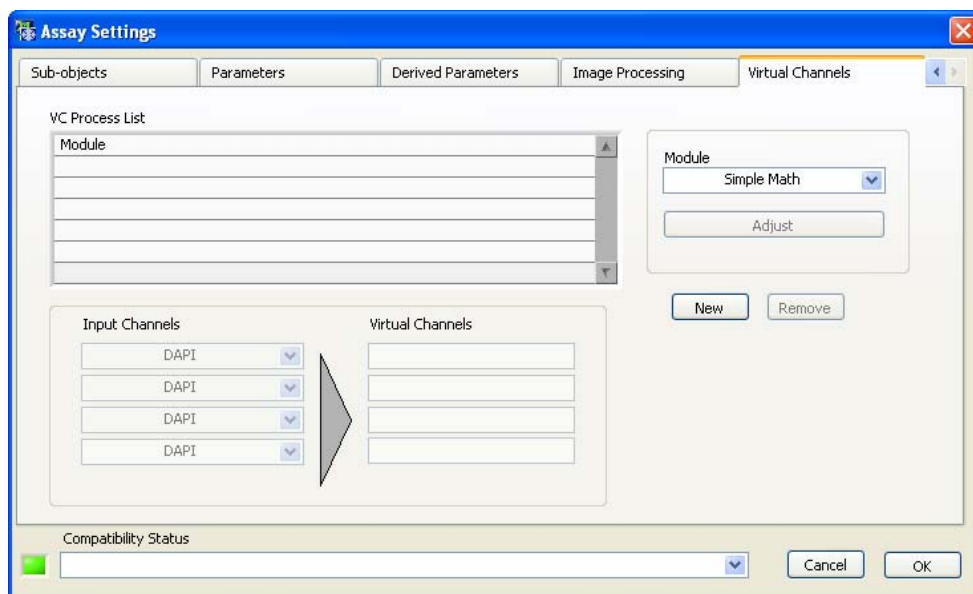 Assay Settings
Sub-objects Parameters Derived Parameters Image Processing Virtual Channels
VC Process List
Module
Module
Simple Math
Adjust
New Remove
Input Channels Virtual Channels
DAPI
DAPI
DAPI
DAPI
Compatibility Status
Cancel OK